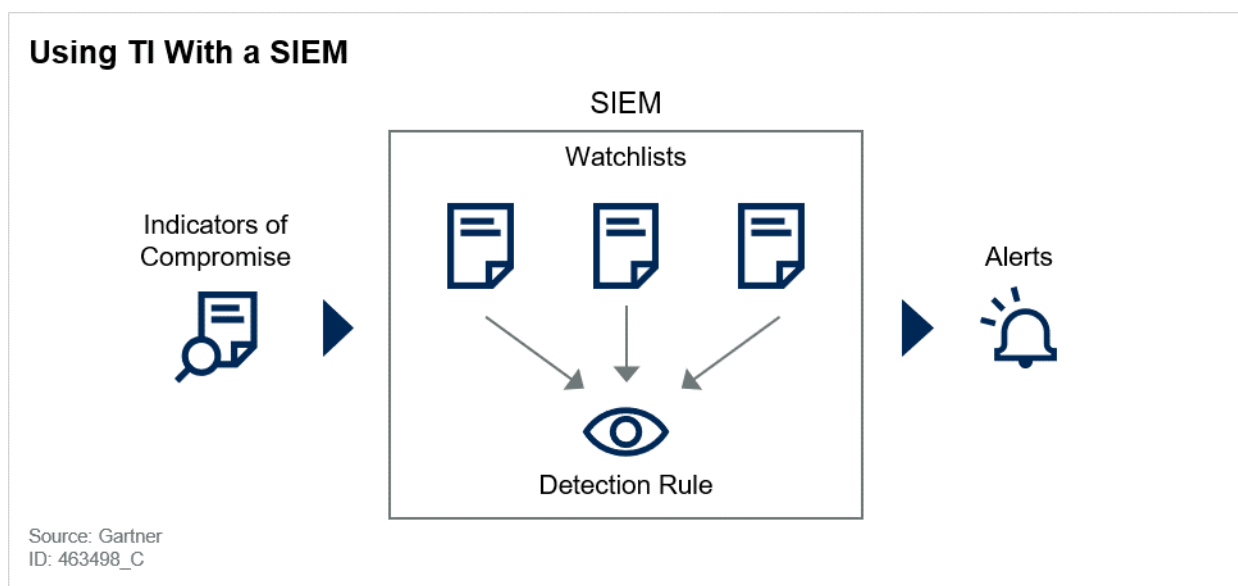 Using TI With a SIEM
SIEM
Watchlists
Indicators of
Compromise
Alerts
Detection Rule
Source: Gartner
ID: 463498_C